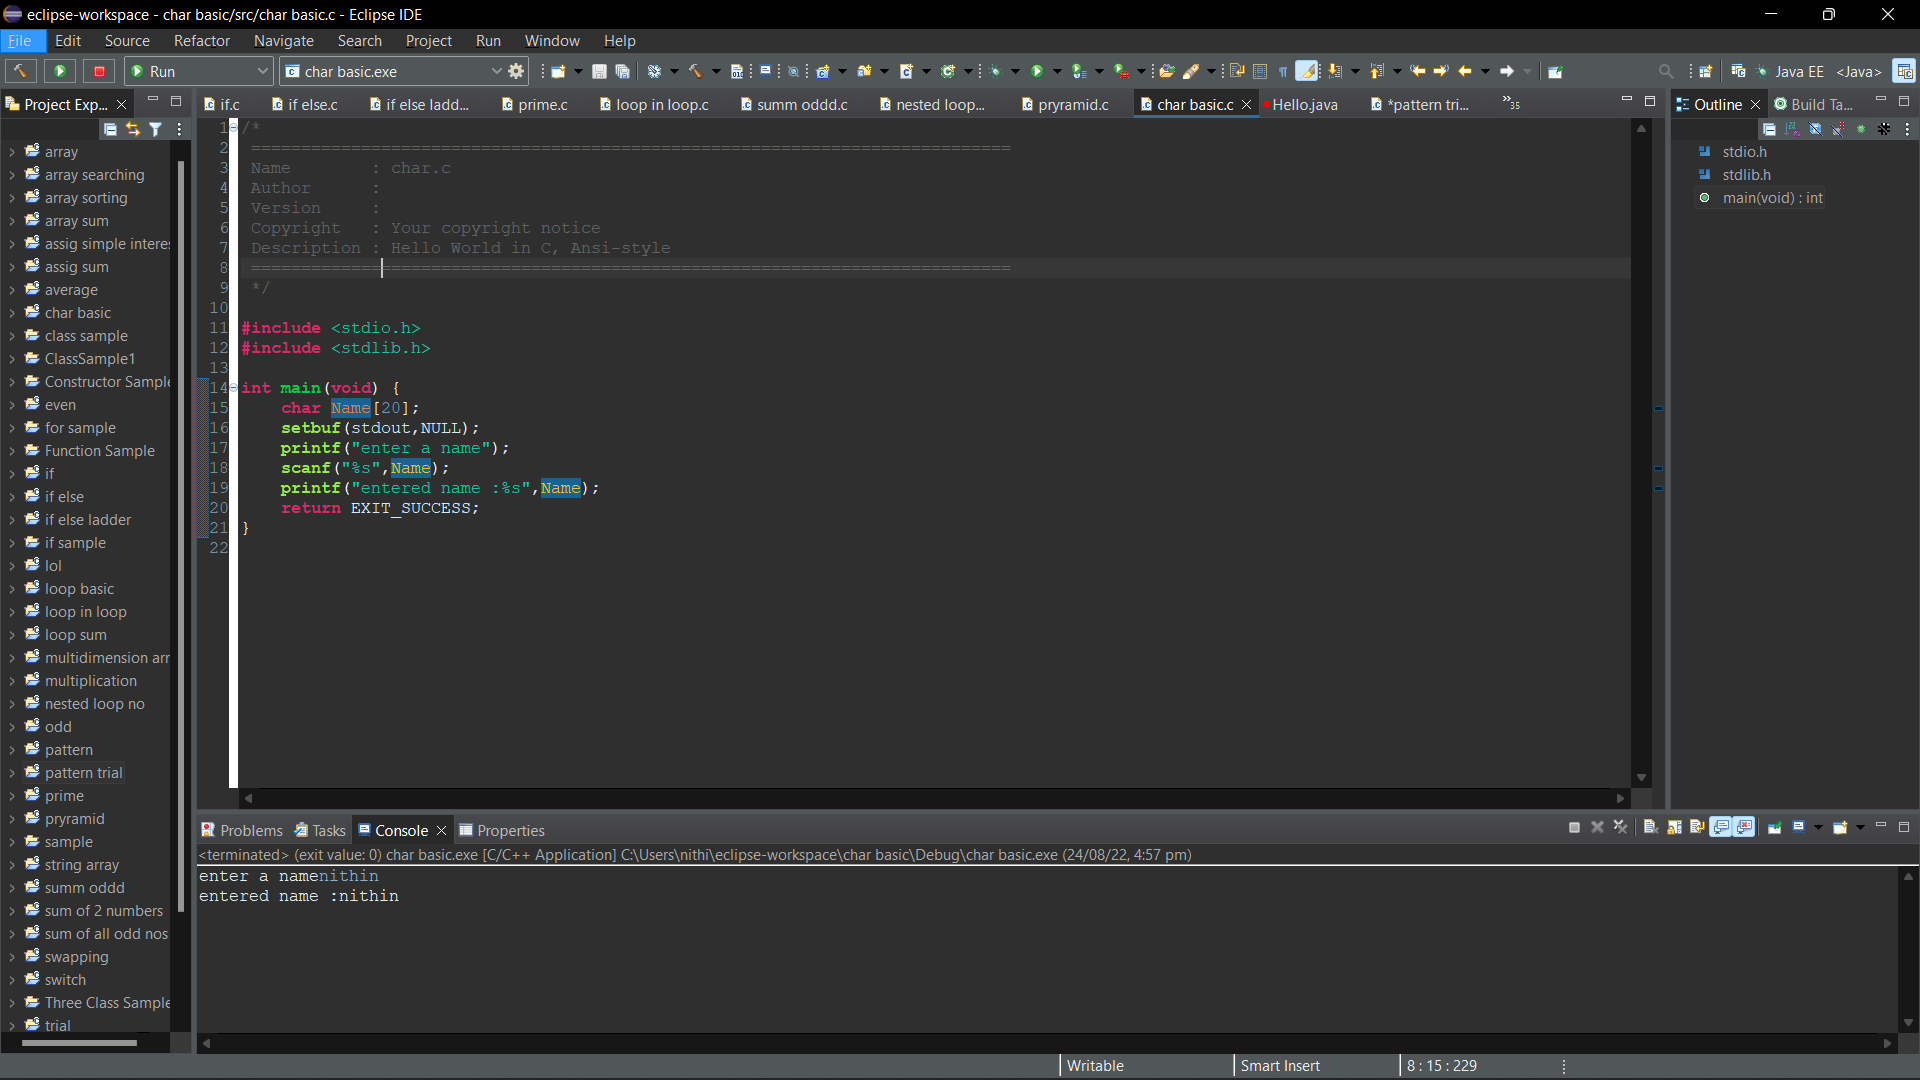 eclipse-workspace - char basic/src/char basic.c - Eclipse IDE
File Edit Source Refactor Navigate Search Project Run Window Help
Run
char basic.exe
Java EE
<Java>
Project Exp...
if.c
if else.c
if else ladd...
prime.c
loop in loop.c
summ oddd.c
nested loop...
pryramid.c
char basic.c
Hello.java
*pattern tri...
»35
Outline
Build Ta...
array
array searching
array sorting
array sum
assig simple intere
assig sum
average
char basic
class sample
ClassSample1
Constructor Sample
even
for sample
Function Sample
if
if else
if else ladder
if sample
lol
loop basic
loop in loop
loop sum
multidimension arr
multiplication
nested loop no
odd
pattern
pattern trial
prime
pryramid
sample
string array
summ oddd
sum of 2 numbers
sum of all odd nos
swapping
switch
Three Class Sample
trial
1 /*
2 ============================================================================
3 Name        : char.c
4 Author      :
5 Version     :
6 Copyright   : Your copyright notice
7 Description : Hello World in C, Ansi-style
8 ============================================================================
9 */
10
11 #include <stdio.h>
12 #include <stdlib.h>
13
14 int main(void) {
15     char Name[20];
16     setbuf(stdout,NULL);
17     printf("enter a name");
18     scanf("%s",Name);
19     printf("entered name :%s",Name);
20     return EXIT_SUCCESS;
21 }
22
stdio.h
stdlib.h
main(void) : int
Problems
Tasks
Console
Properties
<terminated> (exit value: 0) char basic.exe [C/C++ Application] C:\Users\nithi\eclipse-workspace\char basic\Debug\char basic.exe (24/08/22, 4:57 pm)
enter a namenithin
entered name :nithin
Writable
Smart Insert
8 : 15 : 229